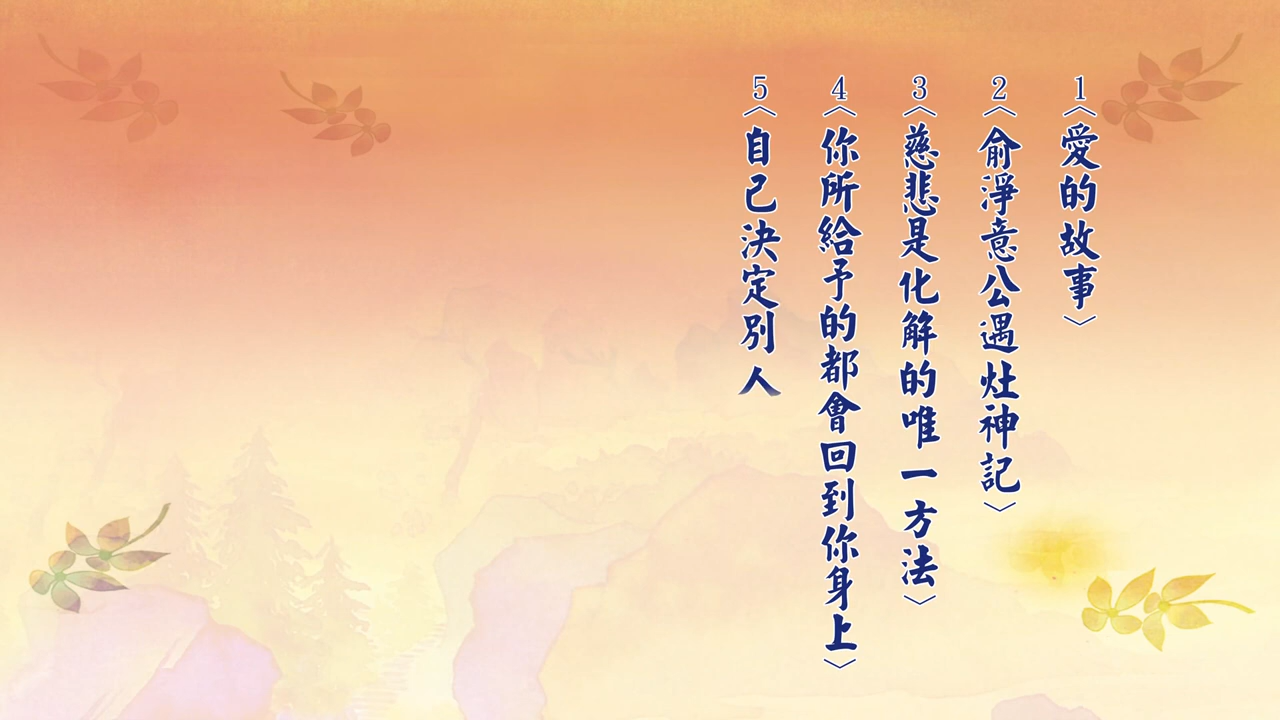 1〈愛的故事〉
2〈俞淨意公遇灶神記〉
3〈慈悲是化解的唯一方法〉
4〈你所給予的都會回到你身上〉
5〈自己決定別人